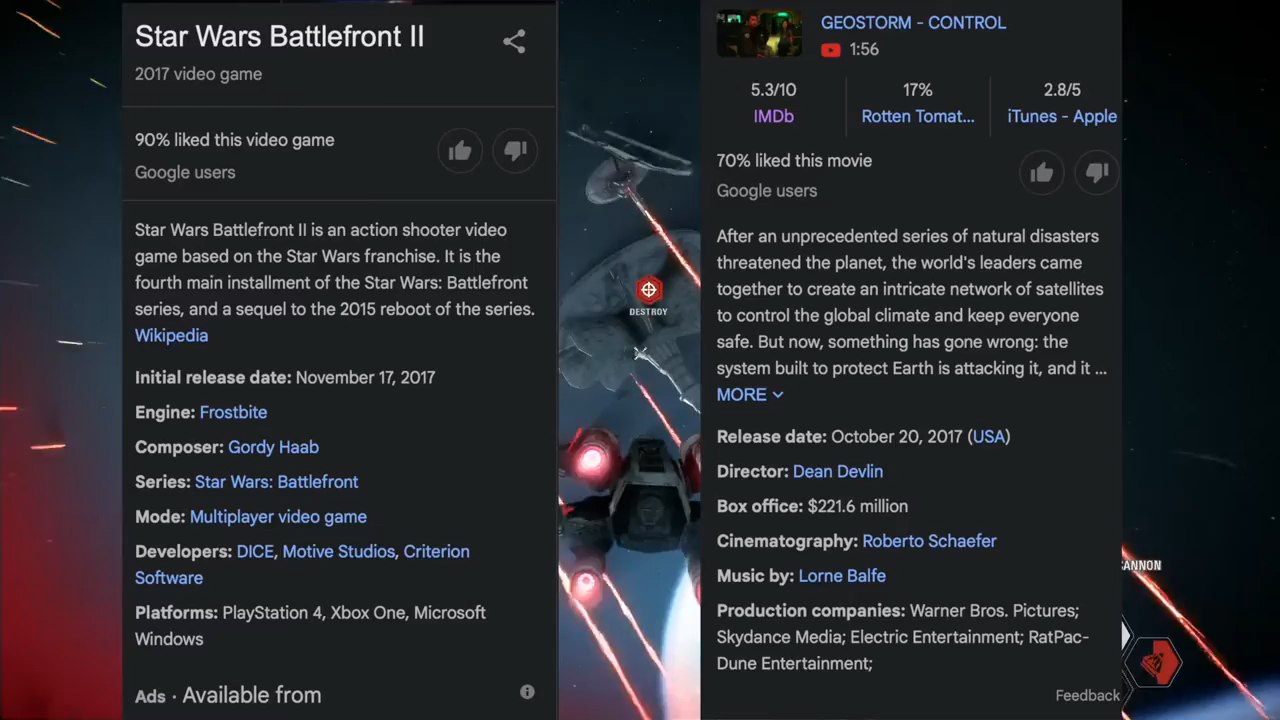 Star Wars Battlefront II
2017 video game
90% liked this video game
Google users
Star Wars Battlefront II is an action shooter video
game based on the Star Wars franchise. It is the
fourth main installment of the Star Wars: Battlefront
series, and a sequel to the 2015 reboot of the series.
Wikipedia
Initial release date: November 17, 2017
Engine: Frostbite
Composer: Gordy Haab
Series: Star Wars: Battlefront
Mode: Multiplayer video game
Developers: DICE, Motive Studios, Criterion
Software
Platforms: PlayStation 4, Xbox One, Microsoft
Windows
Ads · Available from
DESTROY
GEOSTORM - CONTROL
1:56
5.3/10
IMDb
17%
Rotten Tomat...
2.8/5
iTunes - Apple
70% liked this movie
Google users
After an unprecedented series of natural disasters
threatened the planet, the world's leaders came
together to create an intricate network of satellites
to control the global climate and keep everyone
safe. But now, something has gone wrong: the
system built to protect Earth is attacking it, and it ...
MORE
Release date: October 20, 2017 (USA)
Director: Dean Devlin
Box office: $221.6 million
Cinematography: Roberto Schaefer
Music by: Lorne Balfe
Production companies: Warner Bros. Pictures;
Skydance Media; Electric Entertainment; RatPac-
Dune Entertainment;
Feedback
CANNON